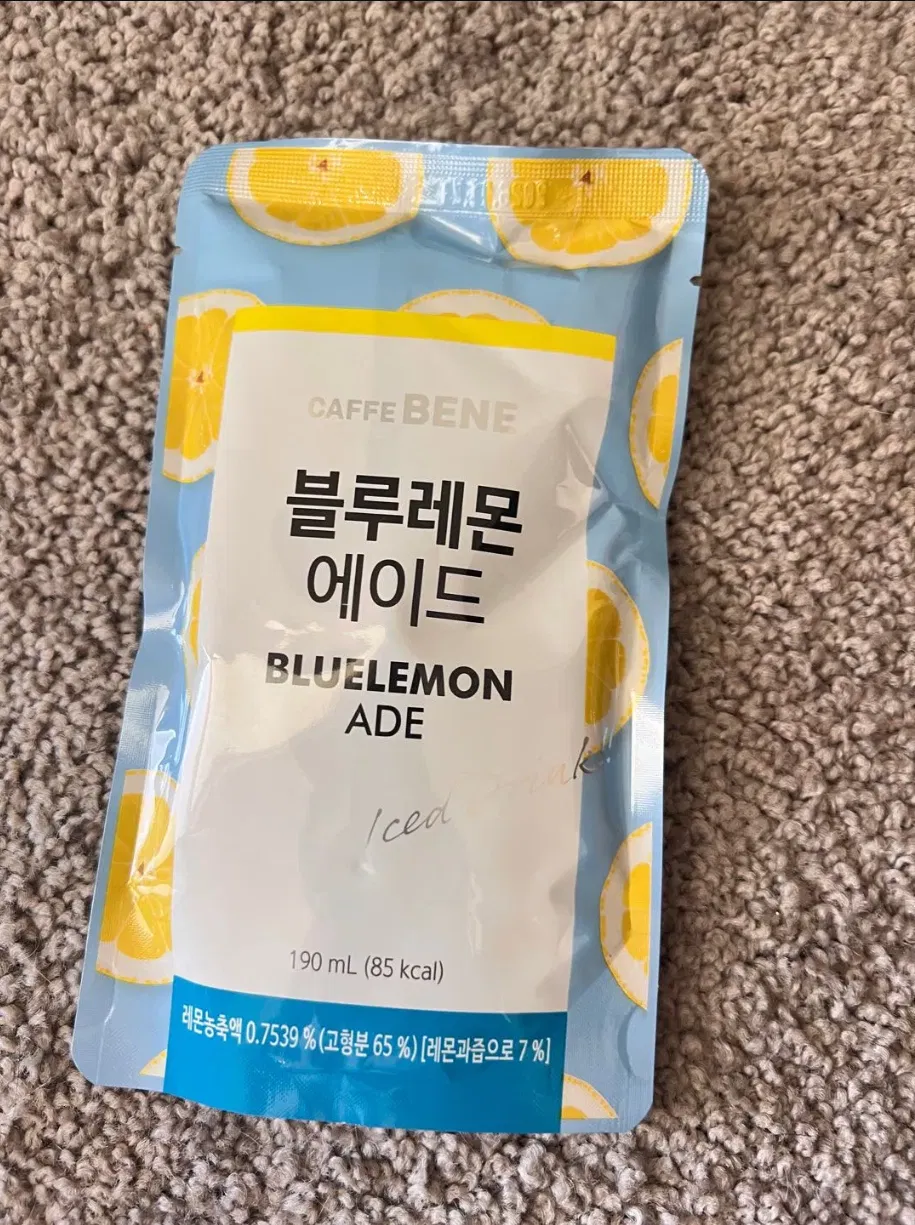 CAFFE BENE
블루레몬
에이드
BLUELEMON
ADE
Iced Drink!
190 mL (85 kcal)
레몬농축액 0.7539 % (고형분 65 %) [레몬과즙으로 7 %]